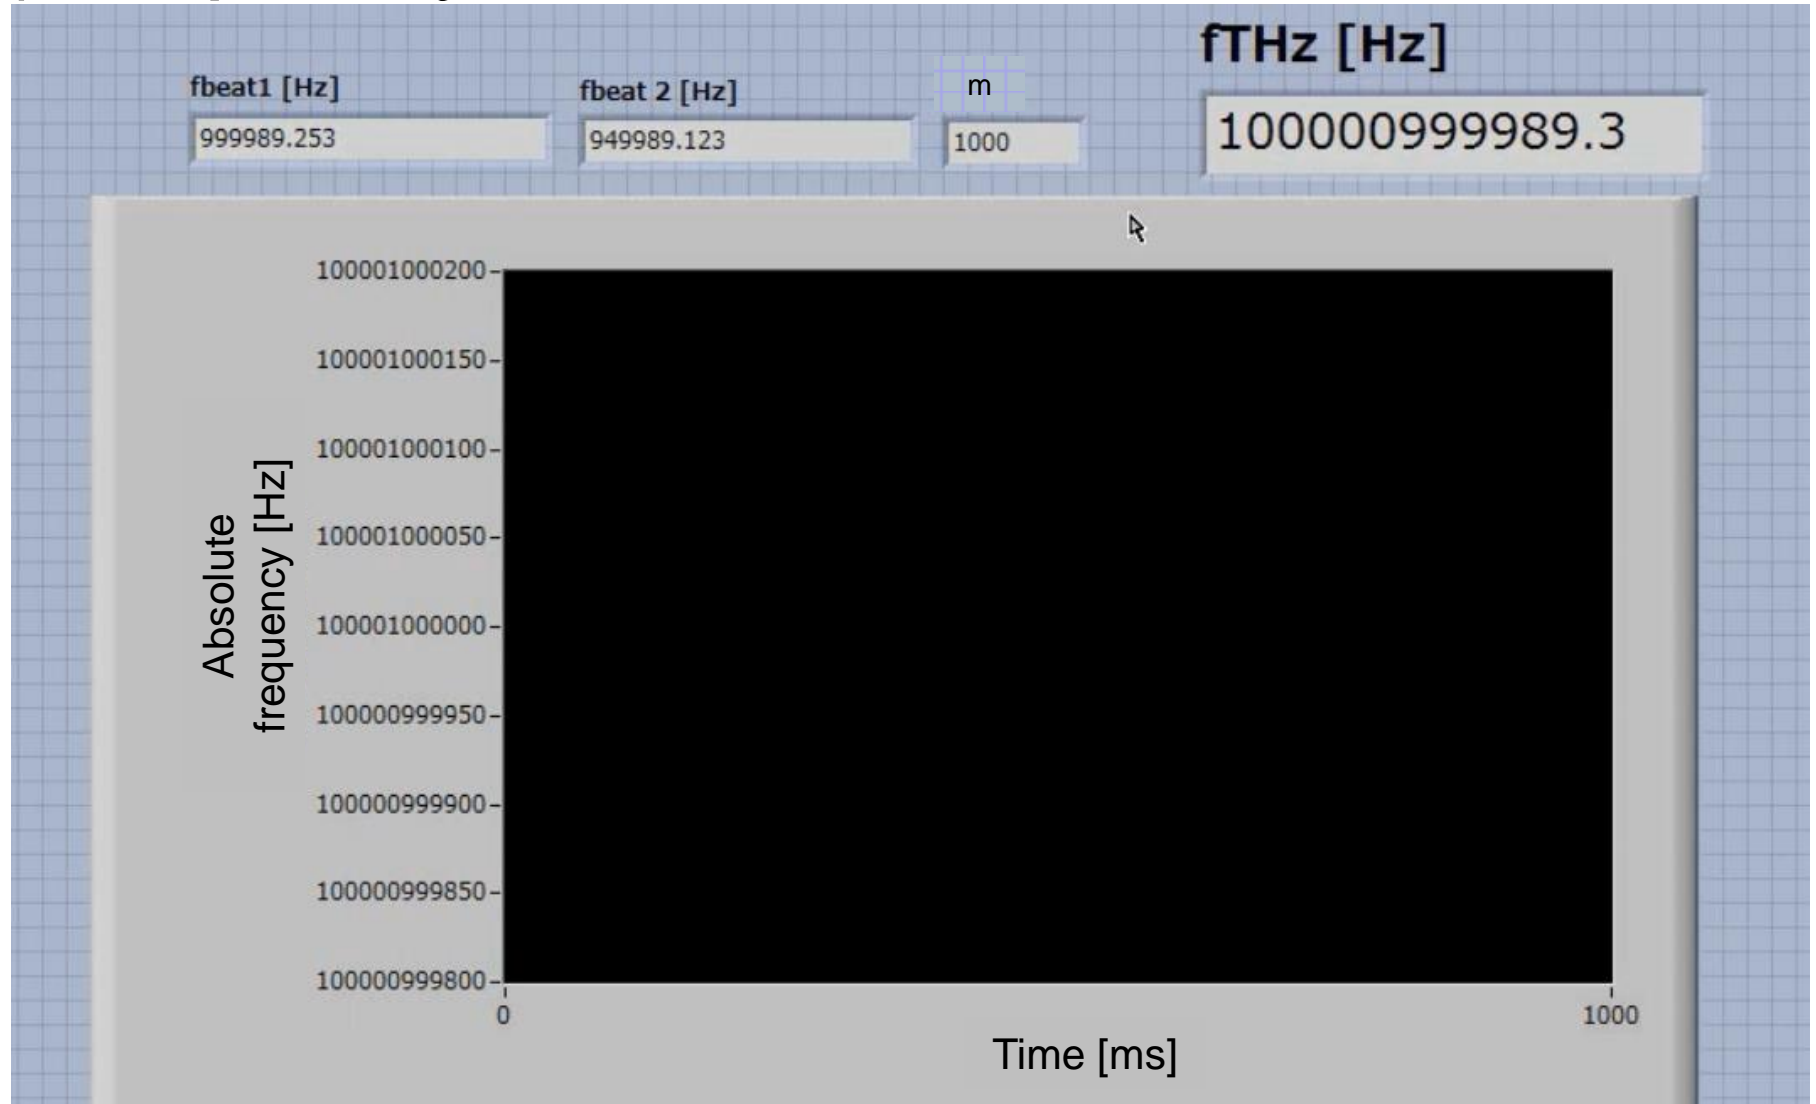 fTHz [Hz]
fbeat1 [Hz]
fbeat 2 [Hz]
m
999989.253
949989.123
1000
100000999989.3
100001000200
100001000150
100001000100
100001000050
100001000000
100000999950
100000999900
100000999850
100000999800
Absolute
frequency [Hz]
0
1000
Time [ms]